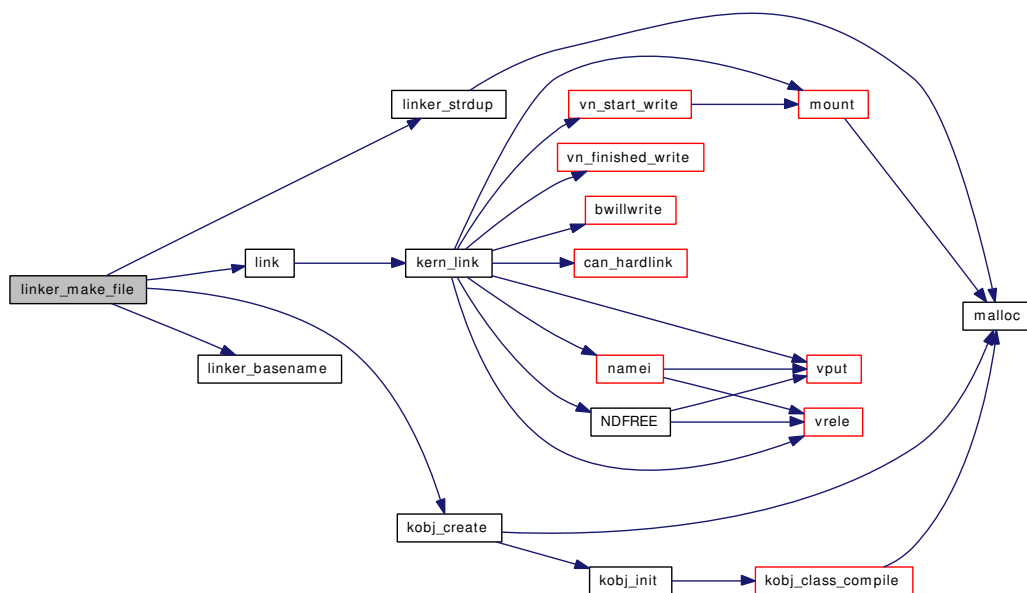 linker_strdup
vn_start_write
mount
vn_finished_write
bwillwrite
link
kern_link
can_hardlink
linker_make_file
malloc
linker_basename
namei
vput
NDFREE
vrele
kobj_create
kobj_init
kobj_class_compile